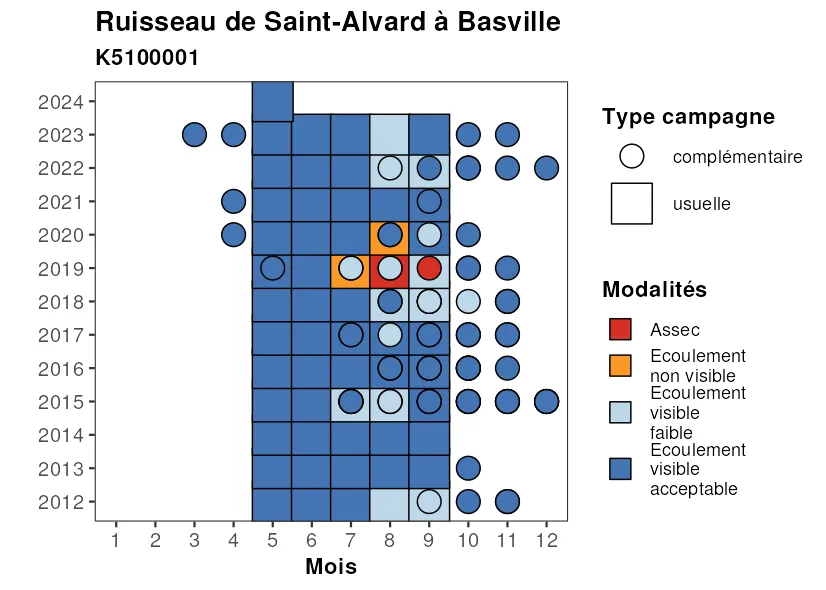 Ruisseau de Saint-Alvard à Basville
K5100001
2024
2023
2022
2021
2020
2019
2018
2017
2016
2015
2014
2013
2012
1 2 3 4 5 6 7 8 9 10 11 12
Mois
Type campagne
complémentaire
usuelle
Modalités
Assec
Ecoulement
non visible
Ecoulement
visible
faible
Ecoulement
visible
acceptable